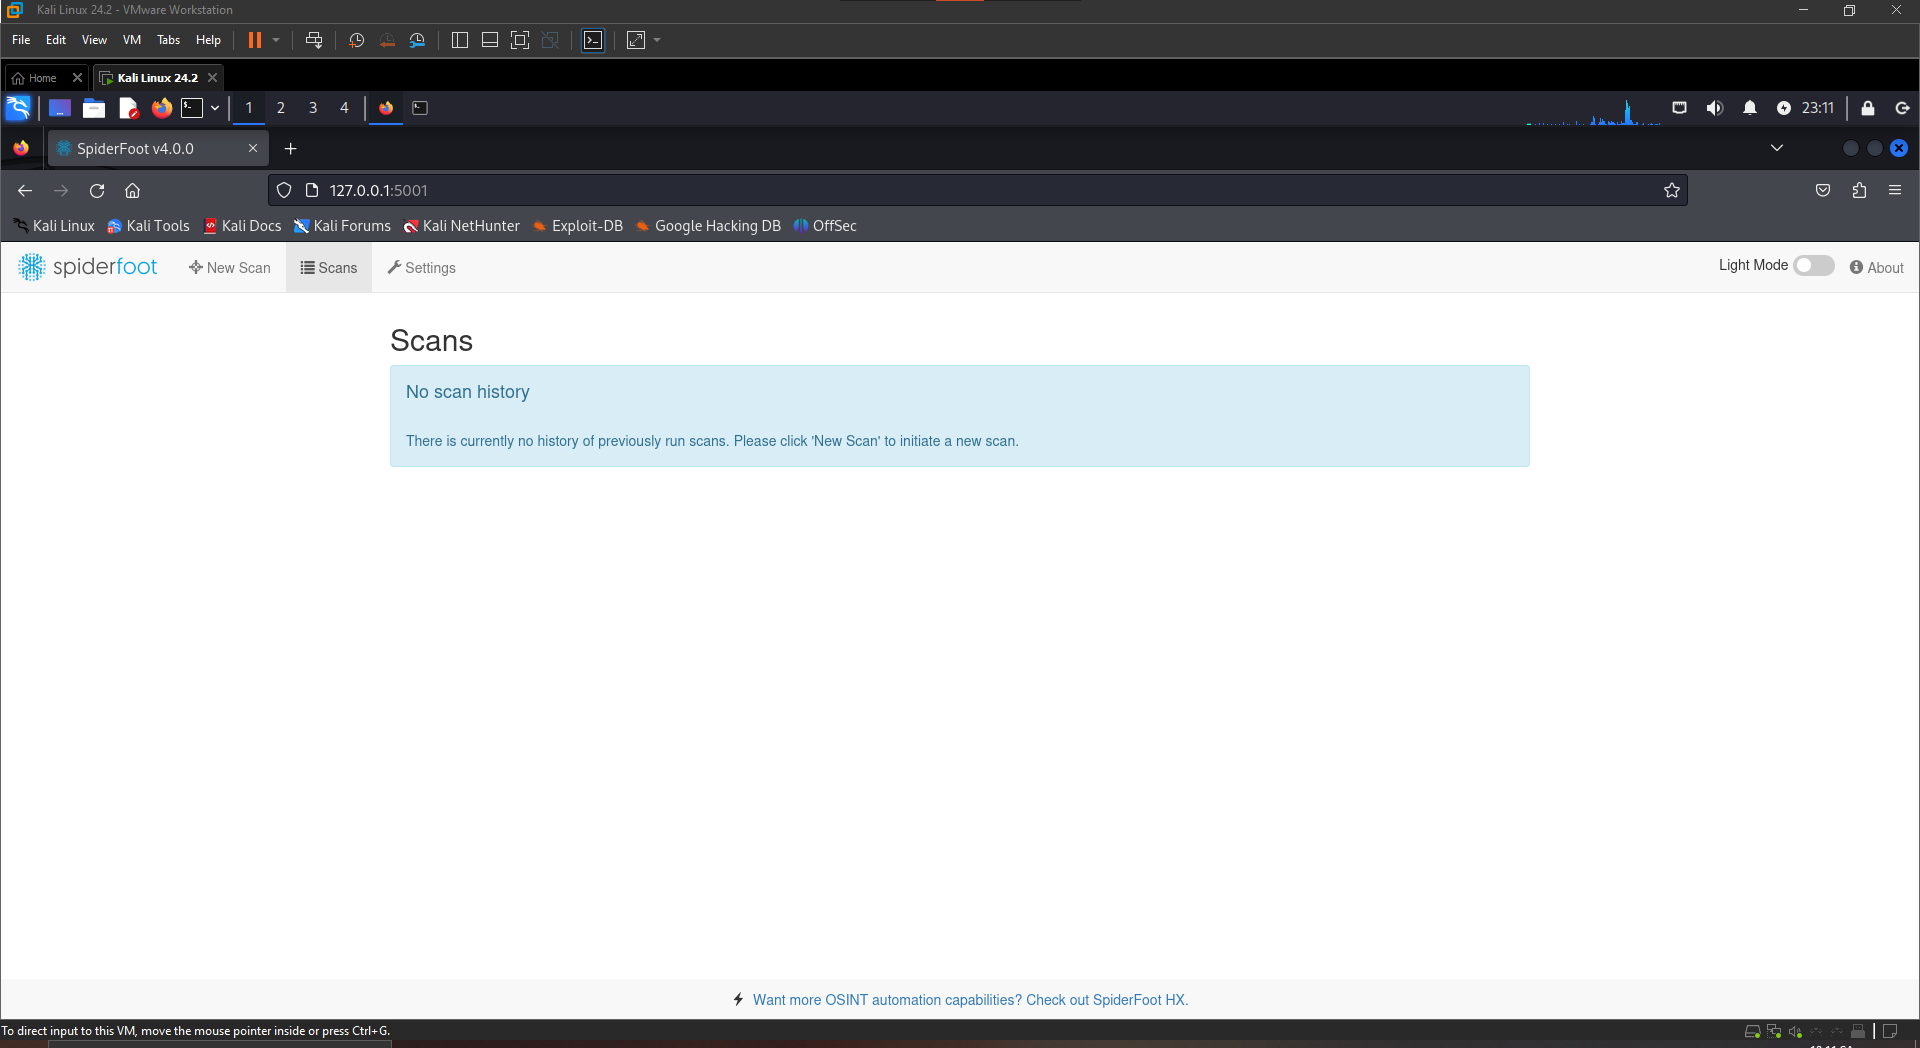 Kali Linux 24.2 - VMware Workstation
File Edit View VM Tabs Help
Home Kali Linux 24.2
1 2 3 4 23:11
SpiderFoot v4.0.0
127.0.0.1:5001
Kali Linux Kali Tools Kali Docs Kali Forums Kali NetHunter Exploit-DB Google Hacking DB OffSec
spiderfoot New Scan Scans Settings Light Mode About
Scans
No scan history
There is currently no history of previously run scans. Please click 'New Scan' to initiate a new scan.
Want more OSINT automation capabilities? Check out SpiderFoot HX.
To direct input to this VM, move the mouse pointer inside or press Ctrl+G.